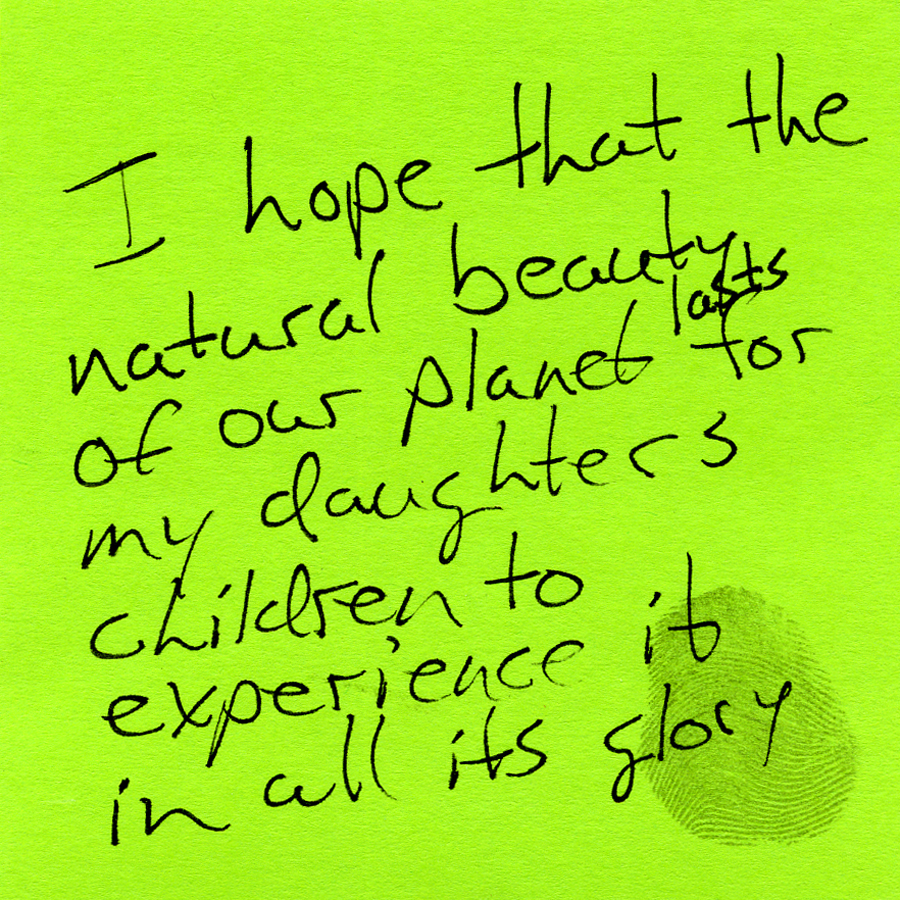 I hope that the
natural beauty
of our planet lasts for
my daughters
children to
experience it
in all its glory